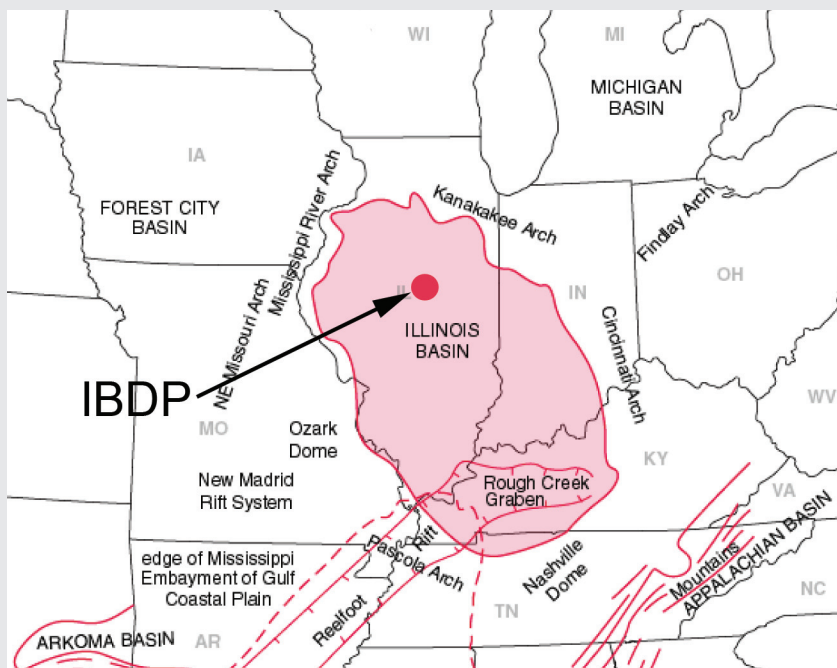 WI
MI
MICHIGAN
BASIN
IA
FOREST CITY
BASIN
Mississippi River Arch
Kanakakee Arch
Findlay Arch
OH
IL
IN
ILLINOIS
BASIN
NE Missouri Arch
Cincinnati Arch
IBDP
WV
MO
Ozark
Dome
KY
New Madrid
Rift System
Rough Creek
Graben
VA
edge of Mississippi
Embayment of Gulf
Coastal Plain
Rift
Pascola Arch
Nashville
Dome
Mountains
APPALACHIAN BASIN
NC
TN
Reelfoot
ARKOMA BASIN
AR